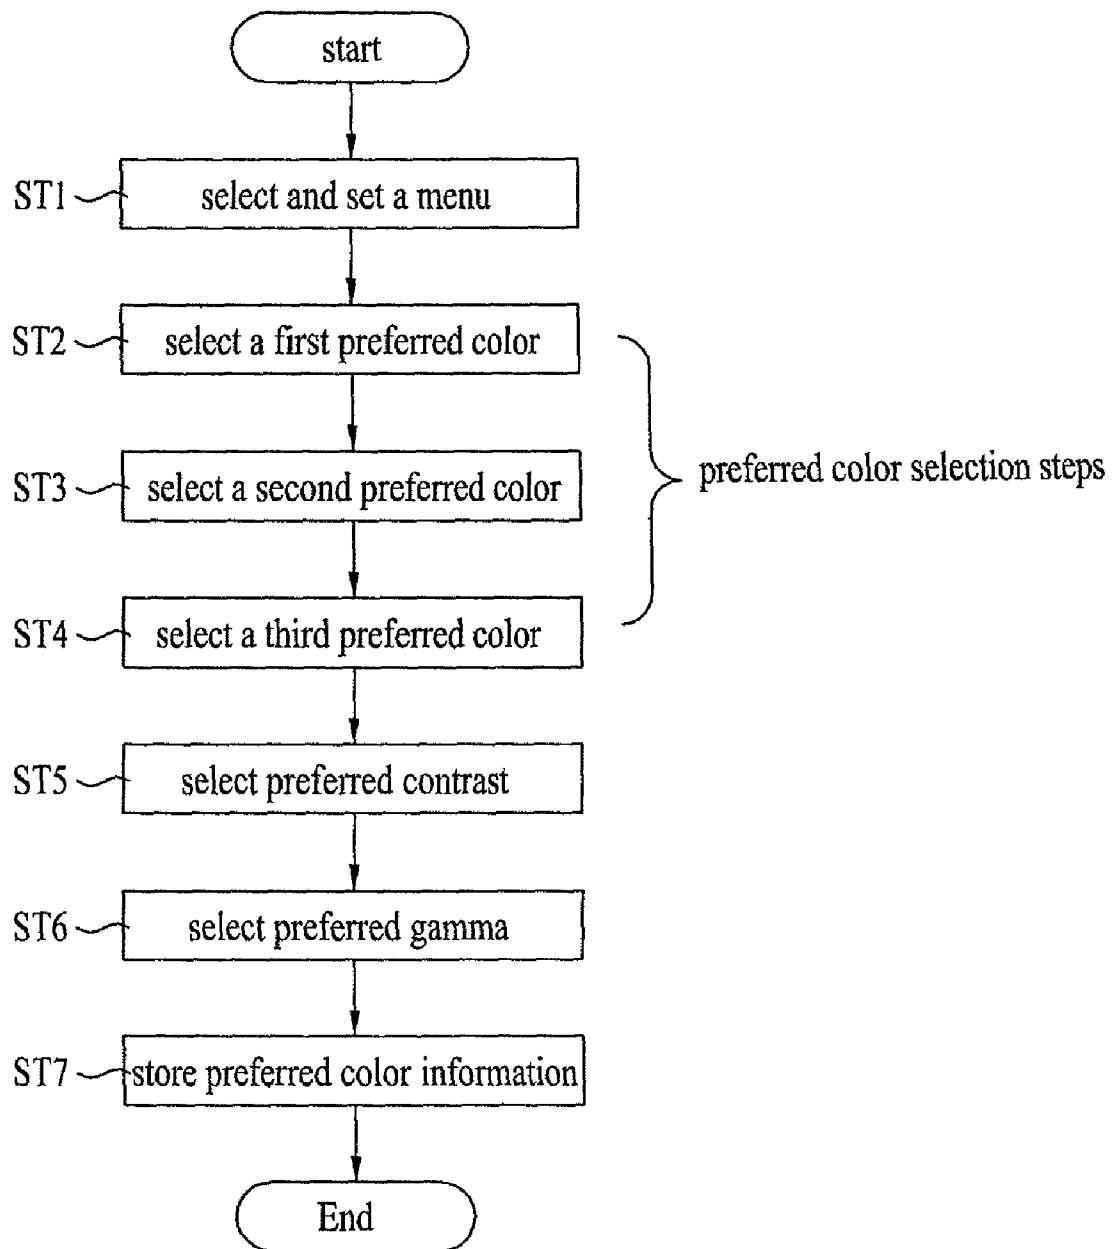 start
ST1 select and set a menu
ST2 select a first preferred color
ST3 select a second preferred color
preferred color selection steps
ST4 select a third preferred color
ST5 select preferred contrast
ST6 select preferred gamma
ST7 store preferred color information
End